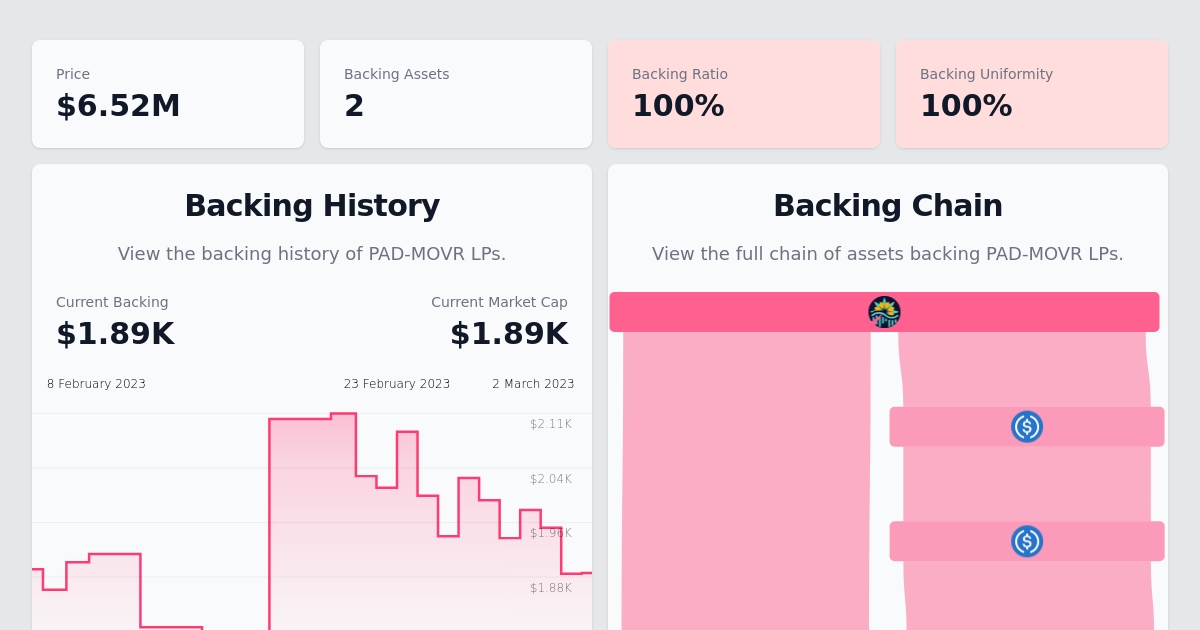 Price
$6.52M
Backing Assets
2
Backing Ratio
100%
Backing Uniformity
100%
Backing History
View the backing history of PAD-MOVR LPs.
Current Backing
$1.89K
Current Market Cap
$1.89K
8 February 2023
23 February 2023
2 March 2023
$2.11K
$2.04K
$1.96K
$1.88K
Backing Chain
View the full chain of assets backing PAD-MOVR LPs.